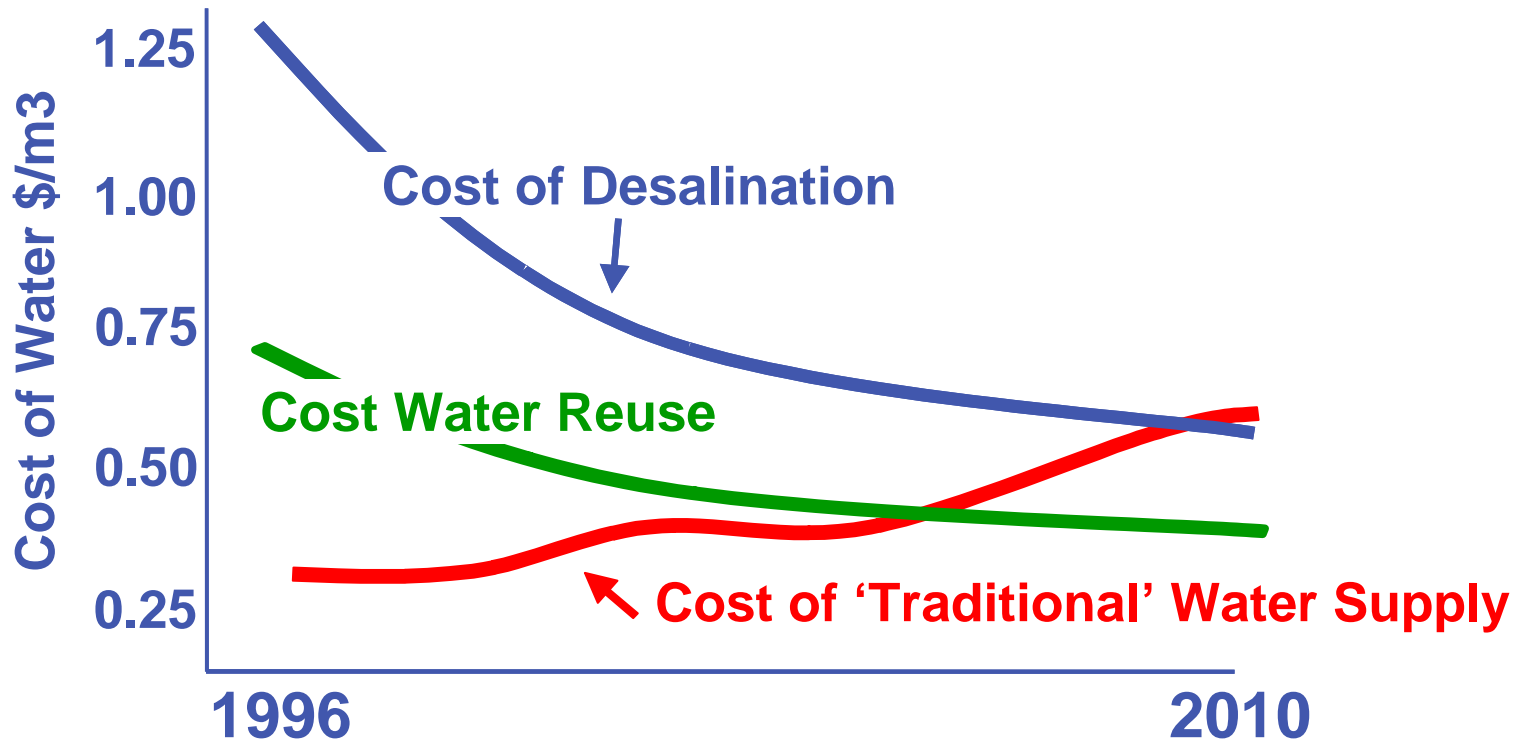 Cost of Water $/m3
1.25
1.00
0.75
0.50
0.25
Cost of Desalination
Cost Water Reuse
Cost of ‘Traditional’ Water Supply
1996
2010